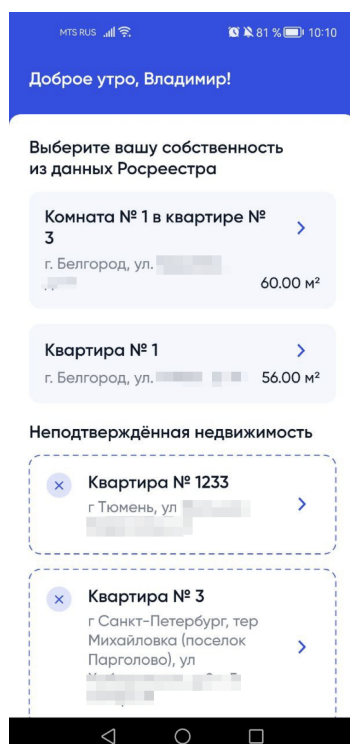 MTS RUS 81 % 10:10
Доброе утро, Владимир!
Выберите вашу собственность
из данных Росреестра
Комната № 1 в квартире №
3
г. Белгород, ул.
60.00 м²
Квартира № 1
г. Белгород, ул. 56.00 м²
Неподтверждённая недвижимость
Квартира № 1233
г Тюмень, ул
Квартира № 3
г Санкт-Петербург, тер
Михайловка (поселок
Парголово), ул